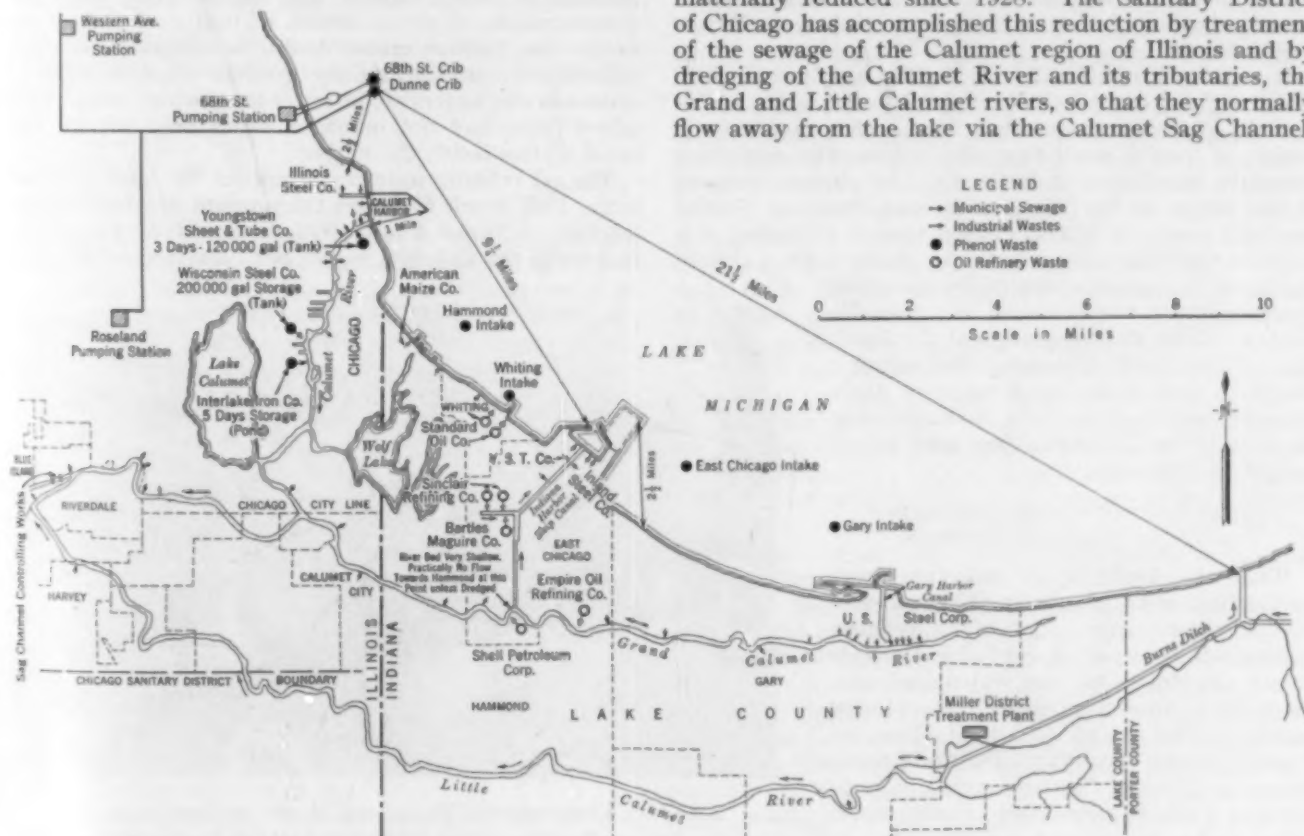 materially reduced since 1928. The Sanitary District
of Chicago has accomplished this reduction by treatment
of the sewage of the Calumet region of Illinois and by
dredging of the Calumet River and its tributaries, the
Grand and Little Calumet rivers, so that they normally
flow away from the lake via the Calumet Sag Channel
Western Ave.
Pumping
Station
68th St. Crib
Dunne Crib
68th St.
Pumping Station
2½ Miles
Illinois
Steel Co.
CALUMET
HARBOR
1 Mile
Youngstown
Sheet & Tube Co.
3 Days - 120 000 gal (Tank)
Wisconsin Steel Co.
200 000 gal Storage
(Tank)
Roseland
Pumping Station
Lake
Calumet
Interlake Iron Co.
5 Days Storage
(Pond)
Calumet
River
CHICAGO
American
Maize Co.
Hammond
Intake
9½ Miles
21½ Miles
LEGEND
Municipal Sewage
Industrial Wastes
Phenol Waste
Oil Refinery Waste
0 2 4 6 8 10
Scale in Miles
LAKE
MICHIGAN
Whiting
Intake
WHITING
Standard
Oil Co.
Wolf
Lake
Y. S. T. Co.
Sinclair
Refining Co.
Indiana
Harbor
Ship Canal
Inland
Steel Co.
2½ Miles
East Chicago Intake
Gary Intake
N
Bartles
Maguire Co.
River Bed Very Shallow.
Practically No Flow
Towards Hammond at this
Point unless Dredged
EAST
CHICAGO
Empire Oil
Refining Co.
Shell Petroleum
Corp.
BLUE
ISLAND
RIVERDALE
CHICAGO CITY LINE
Sag Channel Controlling Works
HARVEY
CALUMET
CITY
CHICAGO SANITARY DISTRICT BOUNDARY
ILLINOIS
INDIANA
Gary Harbor
Canal
U. S. Steel Corp.
Grand Calumet River
GARY
HAMMOND
LAKE COUNTY
Burns Ditch
Miller District
Treatment Plant
Little Calumet River
LAKE COUNTY
PORTER COUNTY